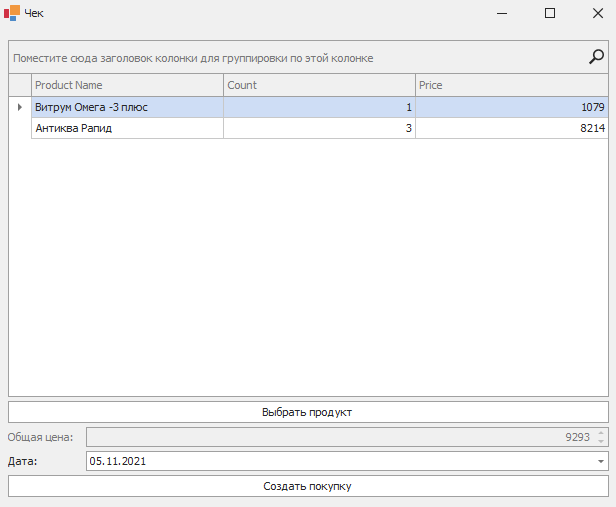 Чек
Поместите сюда заголовок колонки для группировки по этой колонке
Product Name Count Price
Витрум Омега -3 плюс 1 1079
Антиква Рапид 3 8214
Выбрать продукт
Общая цена: 9293
Дата: 05.11.2021
Создать покупку